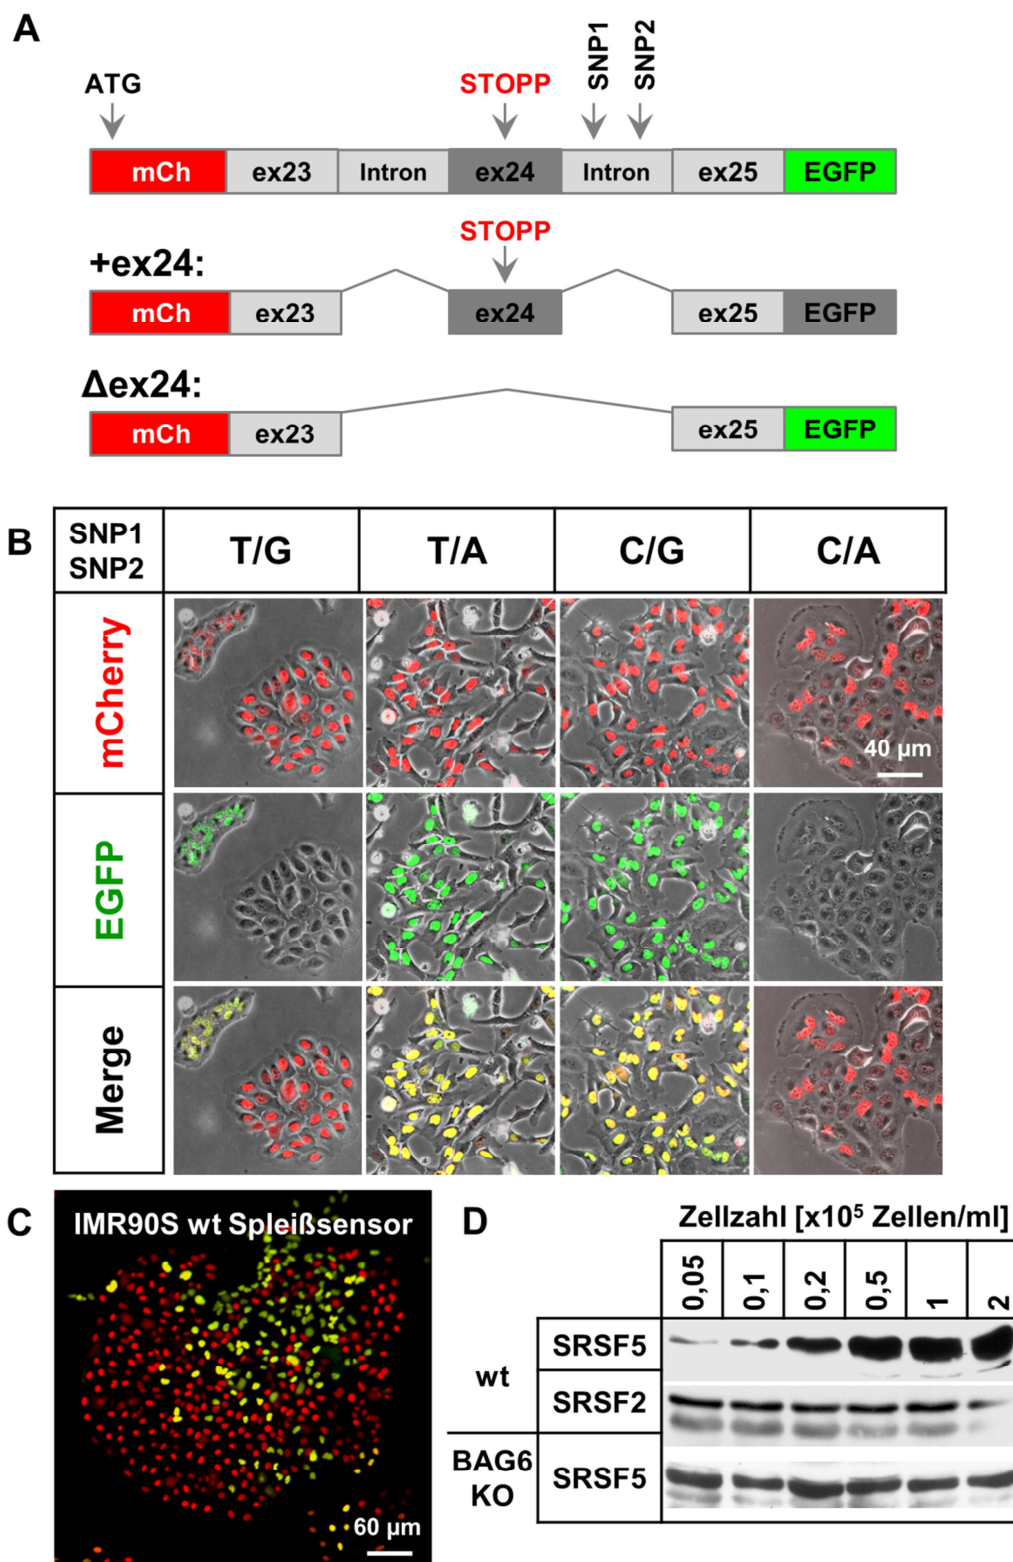 A
ATG
STOPP
SNP1
SNP2
mCh
ex23
Intron
ex24
Intron
ex25
EGFP
STOPP
+ex24:
mCh
ex23
ex24
ex25
EGFP
Δex24:
mCh
ex23
ex25
EGFP
B
SNP1
SNP2
T/G
T/A
C/G
C/A
mCherry
40 µm
EGFP
Merge
C
IMR90S wt Spleißsensor
60 µm
D
Zellzahl [x10⁵ Zellen/ml]
0,05
0,1
0,2
0,5
1
2
wt
SRSF5
SRSF2
BAG6
KO
SRSF5